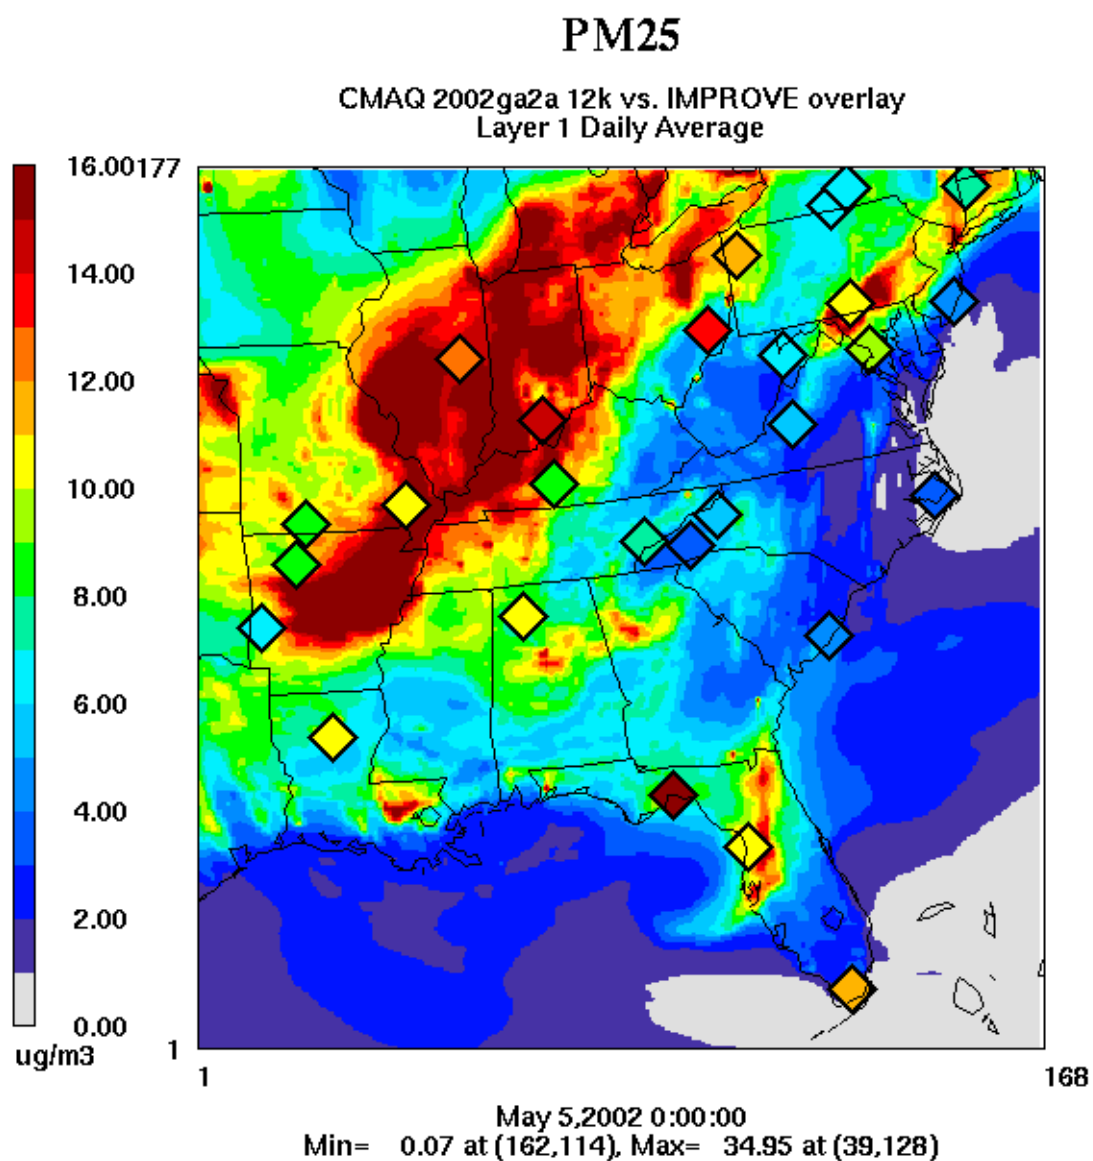 PM25
CMAQ 2002ga2a 12k vs. IMPROVE overlay
Layer 1 Daily Average
16.00
177
14.00
12.00
10.00
8.00
6.00
4.00
2.00
0.00
ug/m3
1
1
168
May 5,2002 0:00:00
Min= 0.07 at (162,114), Max= 34.95 at (39,128)